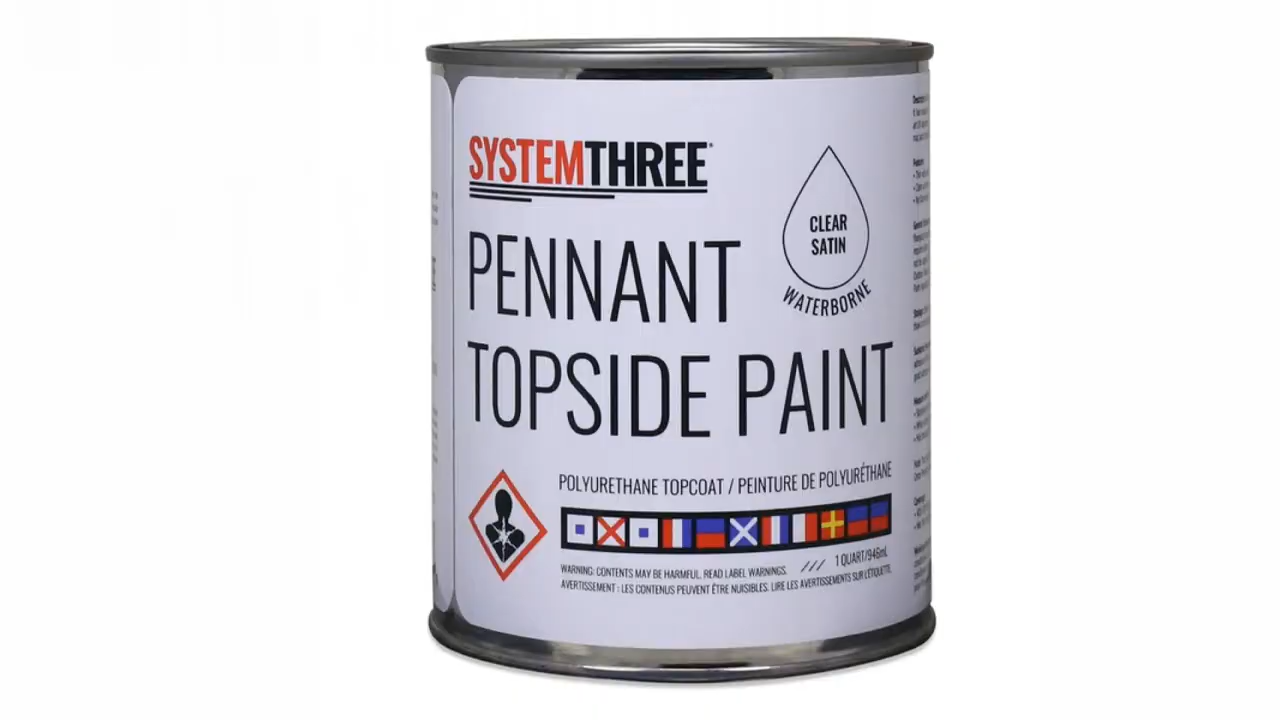 SYSTEMTHREE
CLEAR
SATIN
WATERBORNE
PENNANT
TOPSIDE PAINT
POLYURETHANE TOPCOAT / PEINTURE DE POLYURÉTHANE
1 QUART/946mL
WARNING: CONTENTS MAY BE HARMFUL. READ LABEL WARNINGS.
AVERTISSEMENT : LES CONTENUS PEUVENT ÊTRE NUISIBLES. LIRE LES AVERTISSEMENTS SUR L'ÉTIQUETTE.